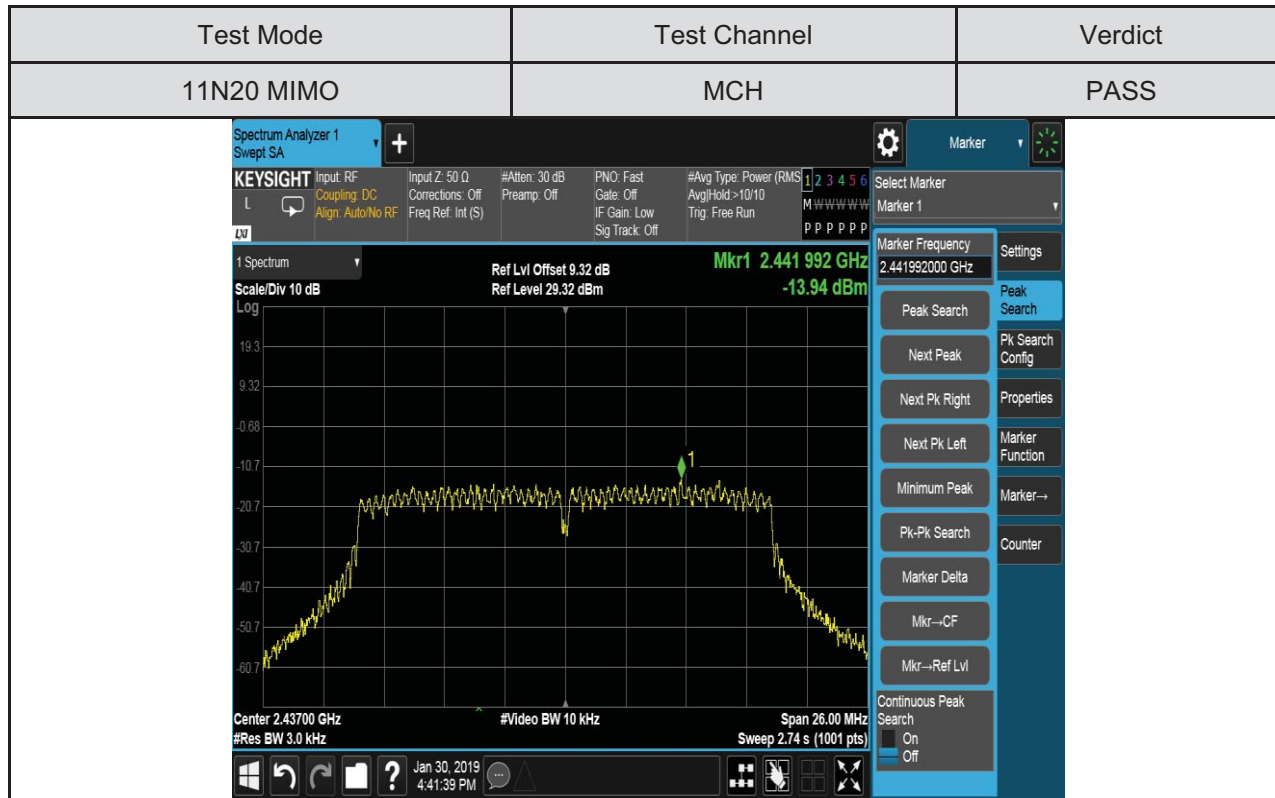 Test Mode Test Channel Verdict
11N20 MIMO MCH PASS
Spectrum Analyzer 1
Swept SA
+
Marker
KEYSIGHT
L
LXI
Input: RF
Coupling: DC
Align: Auto/No RF
Input Z: 50 Ω
Corrections: Off
Freq Ref: Int (S)
#Atten: 30 dB
Preamp: Off
PNO: Fast
Gate: Off
IF Gain: Low
Sig Track: Off
#Avg Type: Power (RMS
Avg|Hold:>10/10
Trig: Free Run
1 2 3 4 5 6
M W W W W W
P P P P P P
Select Marker
Marker 1
1 Spectrum
Scale/Div 10 dB
Log
Ref Lvl Offset 9.32 dB
Ref Level 29.32 dBm
Mkr1 2.441 992 GHz
-13.94 dBm
19.3
9.32
-0.68
-10.7
-20.7
-30.7
-40.7
-50.7
-60.7
1
Center 2.43700 GHz
#Res BW 3.0 kHz
#Video BW 10 kHz
Span 26.00 MHz
Sweep 2.74 s (1001 pts)
Marker Frequency
2.441992000 GHz
Peak Search
Next Peak
Next Pk Right
Next Pk Left
Minimum Peak
Pk-Pk Search
Marker Delta
Mkr→CF
Mkr→Ref Lvl
Continuous Peak
Search
On
Off
Settings
Peak
Search
Pk Search
Config
Properties
Marker
Function
Marker→
Counter
?
Jan 30, 2019
4:41:39 PM